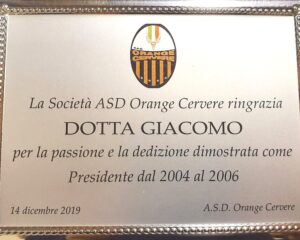 ORANGE
CERVERE
La Società ASD Orange Cervere ringrazia
DOTTA GIACOMO
per la passione e la dedizione dimostrata come
Presidente dal 2004 al 2006
14 dicembre 2019
A.S.D. Orange Cervere